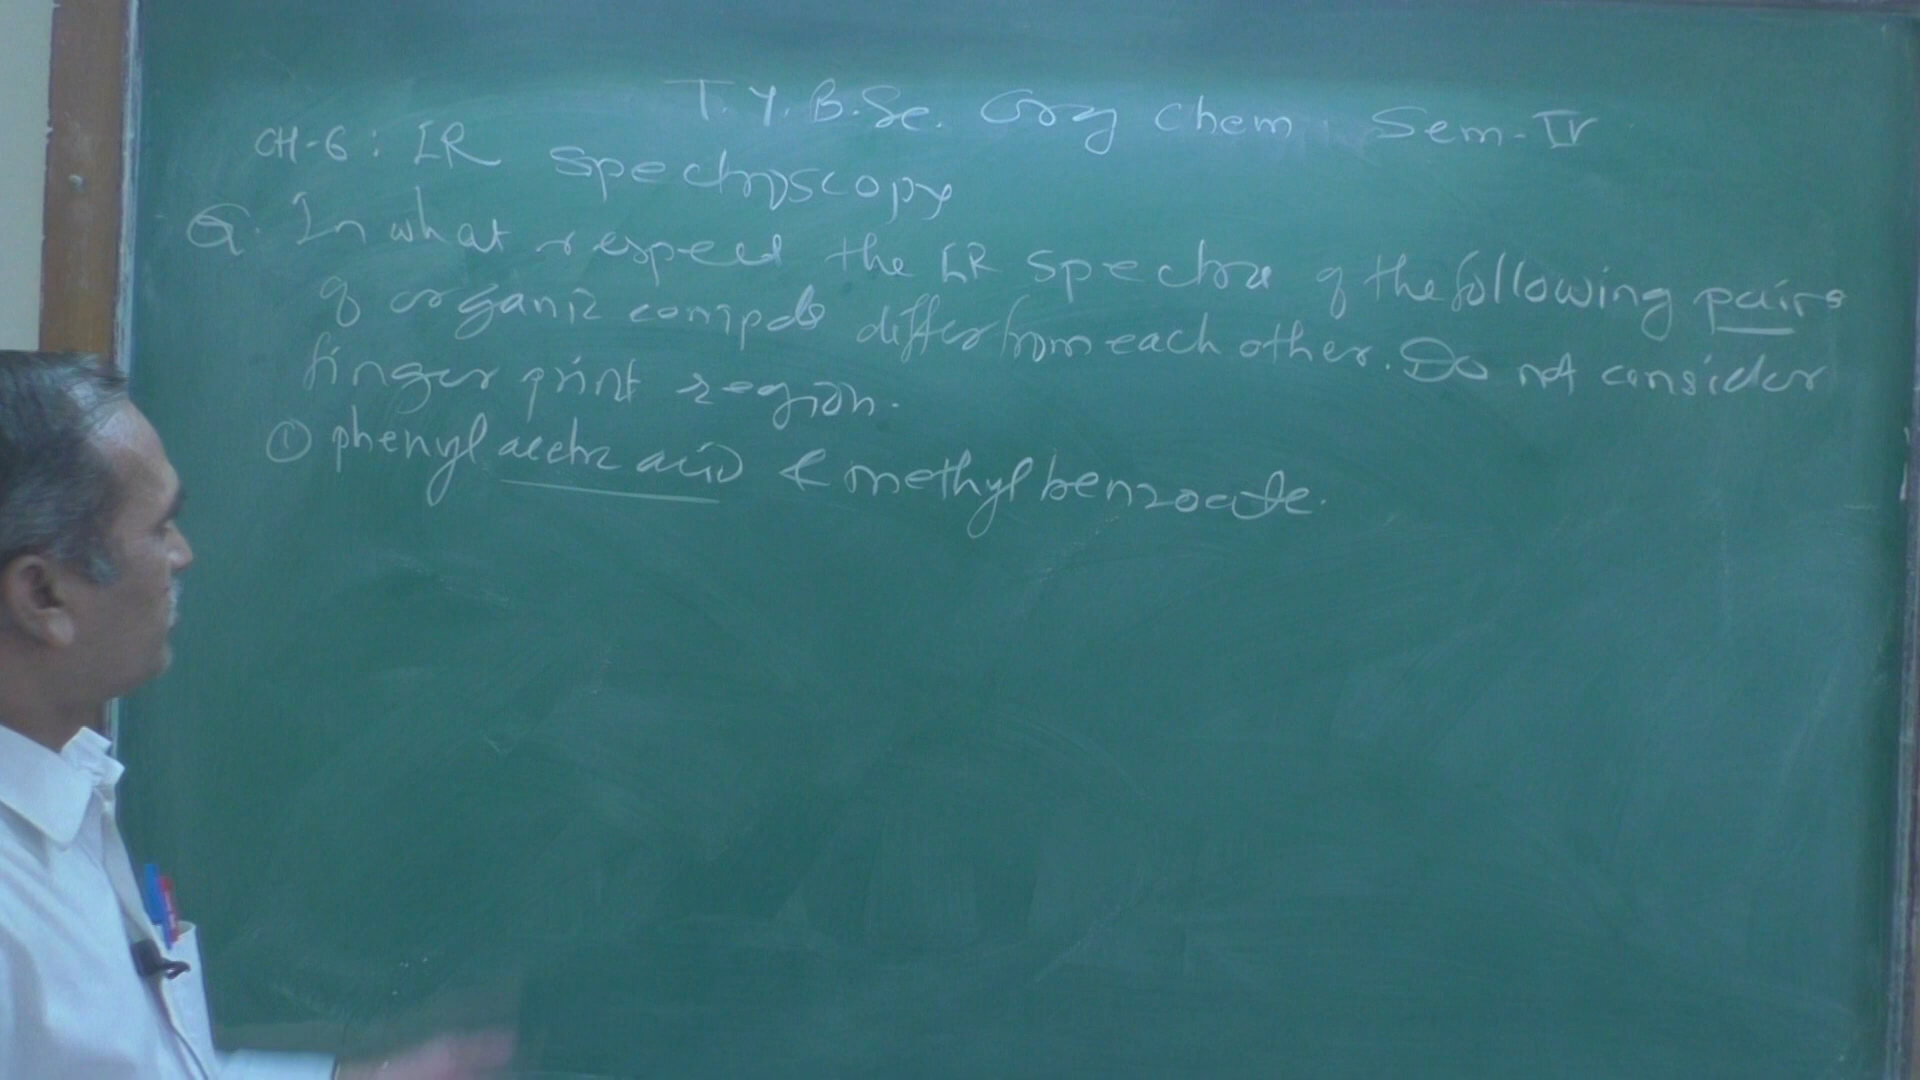 T.Y. B.Sc. Org Chem. Sem-IV
CH-6: IR Spectroscopy
Q. In what respect the IR spectra of the following pairs
of organic compds differ from each other. Do not consider
finger print region.
① phenyl acetic acid & methyl benzoate.